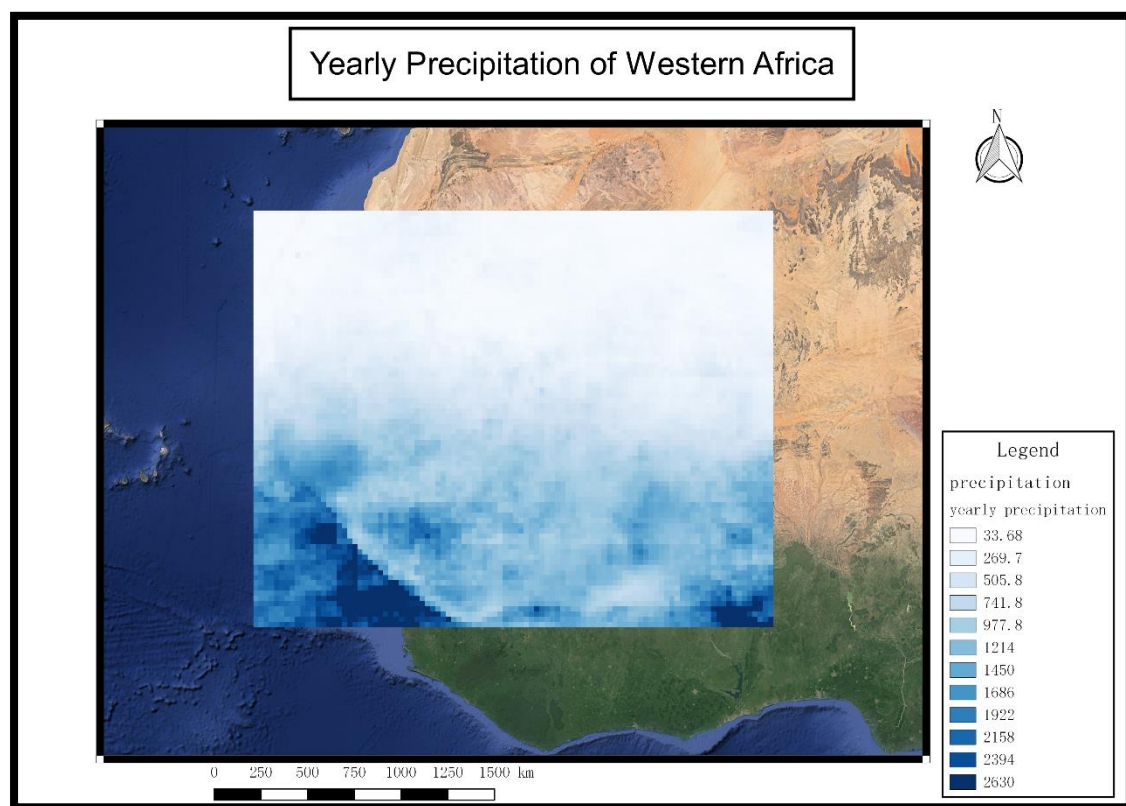 Yearly Precipitation of Western Africa
N
Legend
precipitation
yearly precipitation
33.68
269.7
505.8
741.8
977.8
1214
1450
1686
1922
2158
2394
2630
0 250 500 750 1000 1250 1500 km